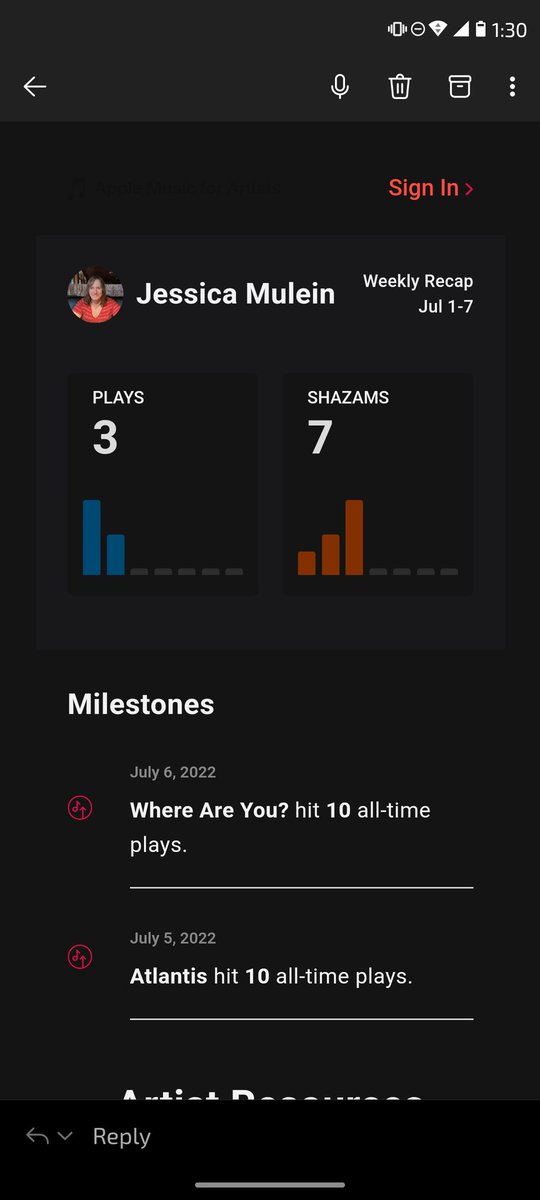 1:30
Apple Music for Artists
Sign In >
Jessica Mulein
Weekly Recap
Jul 1-7
PLAYS
3
SHAZAMS
7
Milestones
July 6, 2022
Where Are You? hit 10 all-time
plays.
July 5, 2022
Atlantis hit 10 all-time plays.
Artist Resources
Reply